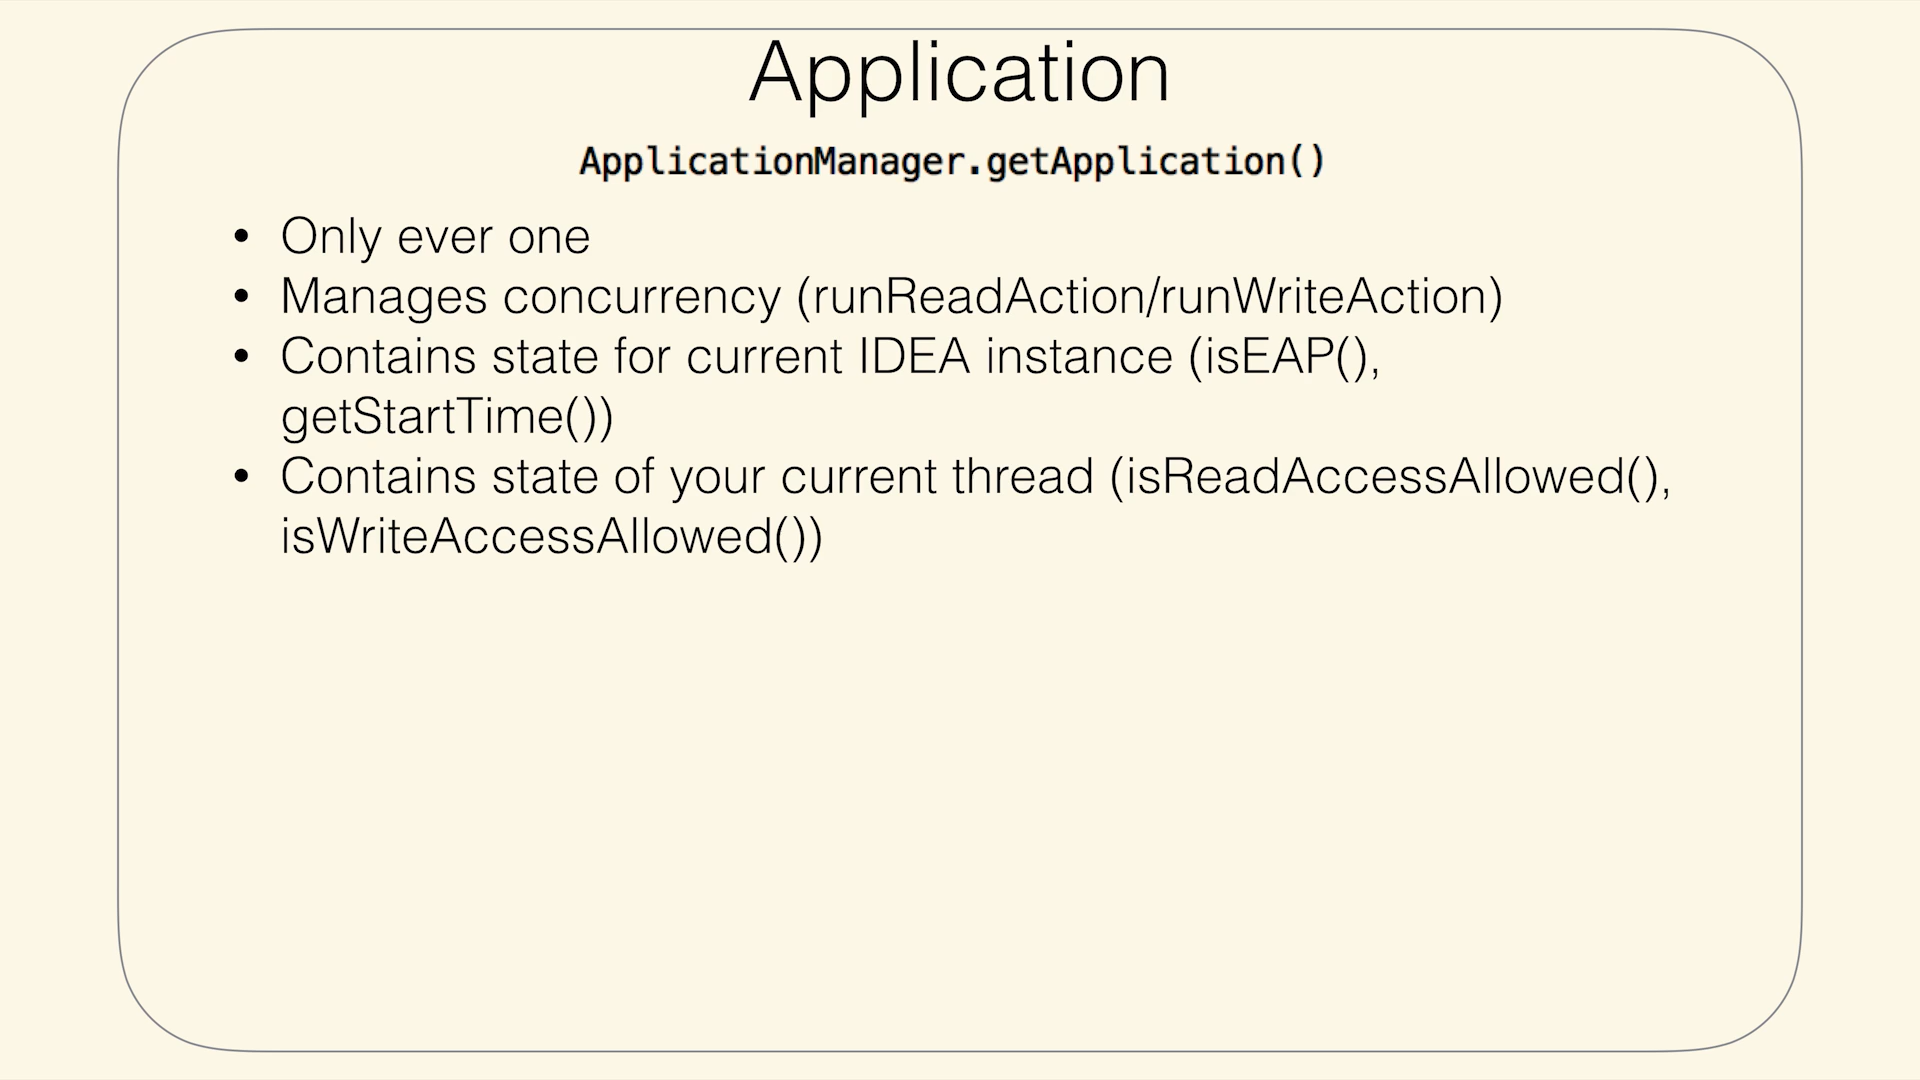 Application
ApplicationManager.getApplication()
• Only ever one
• Manages concurrency (runReadAction/runWriteAction)
• Contains state for current IDEA instance (isEAP(),
getStartTime())
• Contains state of your current thread (isReadAccessAllowed(),
isWriteAccessAllowed())